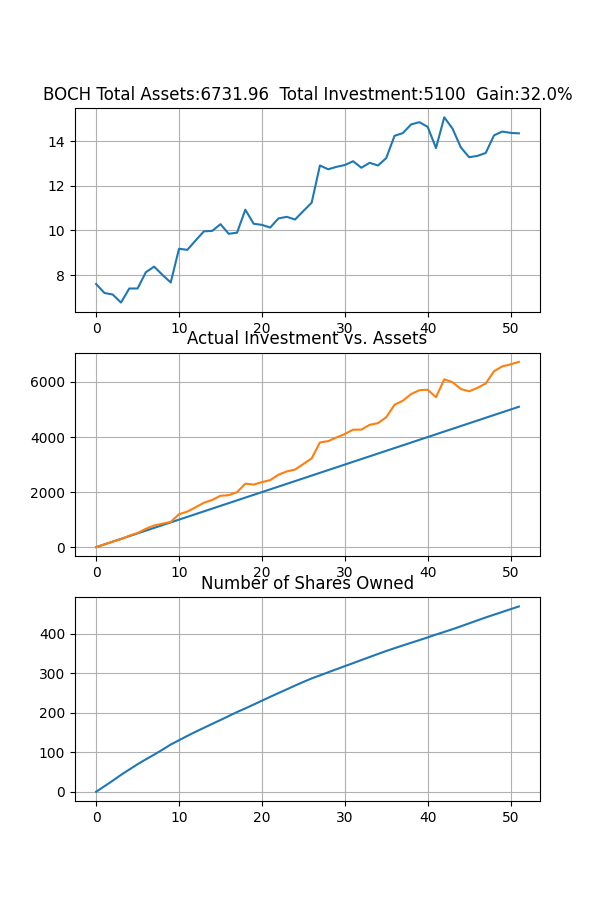 BOCH Total Assets:6731.96  Total Investment:5100  Gain:32.0%
14
12
10
8
0 10 20 30 40 50
Actual Investment vs. Assets
6000
4000
2000
0
0 10 20 30 40 50
Number of Shares Owned
400
300
200
100
0
0 10 20 30 40 50